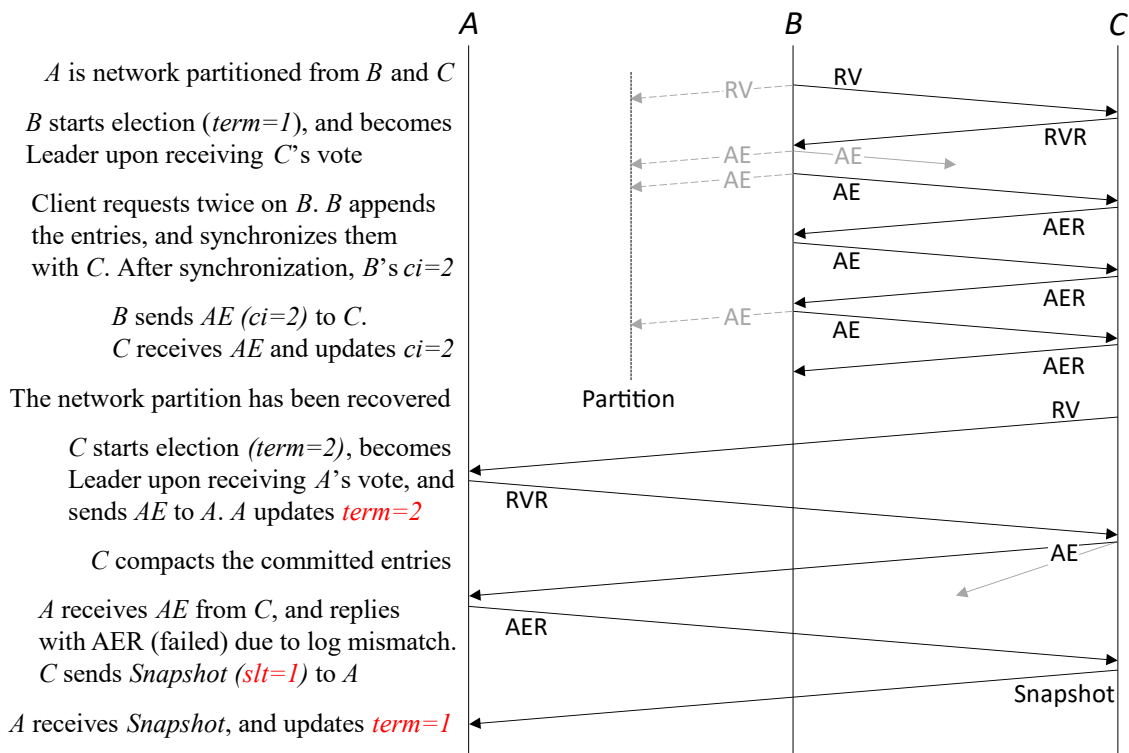 A B C
A is network partitioned from B and C
RV RV
B starts election (term=1), and becomes
Leader upon receiving C's vote
RVR
AE AE
AE AE
Client requests twice on B. B appends
the entries, and synchronizes them
with C. After synchronization, B's ci=2
AER
AE
AER
B sends AE (ci=2) to C.
C receives AE and updates ci=2
AE AE
AER
The network partition has been recovered
Partition
RV
C starts election (term=2), becomes
Leader upon receiving A's vote, and
sends AE to A. A updates term=2
RVR
C compacts the committed entries
AE
A receives AE from C, and replies
with AER (failed) due to log mismatch.
C sends Snapshot (slt=1) to A
AER
Snapshot
A receives Snapshot, and updates term=1